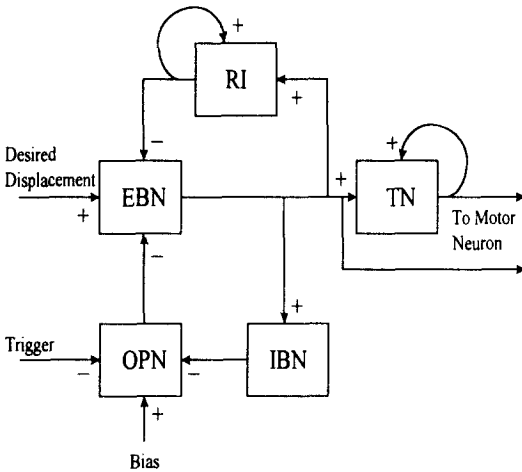 +
RI
+
−
Desired
Displacement
+
EBN
+
+
TN
To Motor
Neuron
−
+
Trigger
−
OPN
−
IBN
+
Bias